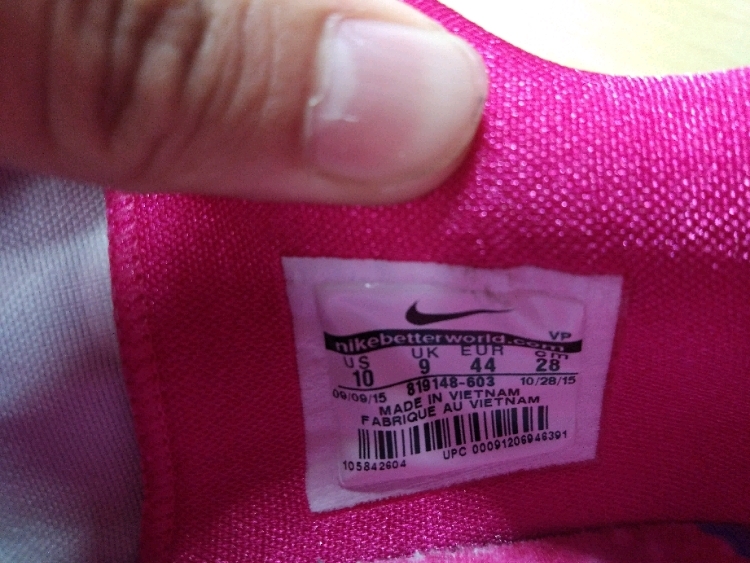 nikebetterworld.com
VP
US UK EUR cm
10 9 44 28
09/09/15 819148-603 10/28/15
MADE IN VIETNAM
FABRIQUE AU VIETNAM
105842604 UPC 00091206946391